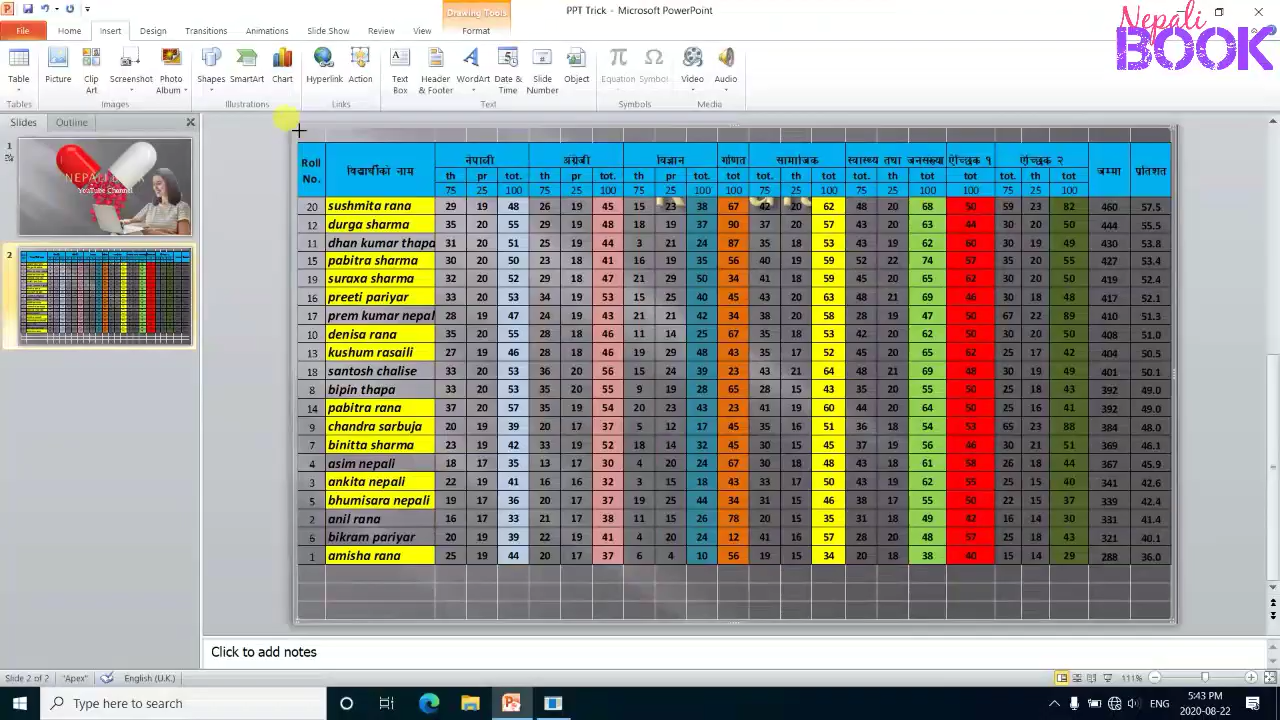 PPT Trick - Microsoft PowerPoint
Drawing Tools
Nepali
BOOK
File Home Insert Design Transitions Animations Slide Show Review View Format
Table Picture Clip Art Screenshot Photo Album Shapes SmartArt Chart Hyperlink Action Text Box Header & Footer WordArt Date & Time Slide Number Object Equation Symbol Video Audio
Tables Images Illustrations Links Text Symbols Media
Slides Outline
1
YouTube Channel
2
Roll No. विद्यार्थीको नाम नेपाली अंग्रेजी विज्ञान गणित सामाजिक स्वास्थ्य तथा जनसख्या ऐच्छिक १ ऐच्छिक २ जम्मा प्रतिशत
th pr tot. th pr tot. th pr tot. tot th pr tot th pr tot tot tot. th tot
75 25 100 75 25 100 75 25 100 100 75 25 100 75 25 100 100 75 25 100
20 sushmita rana 29 19 48 26 19 45 15 23 38 67 42 20 62 48 20 68 50 59 23 82 460 57.5
12 durga sharma 35 20 55 29 19 48 18 19 37 90 37 20 57 43 20 63 44 30 20 50 444 55.5
11 dhan kumar thapa 31 20 51 25 19 44 3 21 24 87 35 18 53 43 19 62 60 30 19 49 430 53.8
15 pabitra sharma 30 20 50 23 18 41 16 19 35 56 40 19 59 52 22 74 57 35 20 55 427 53.4
19 suraxa sharma 32 20 52 29 18 47 21 29 50 34 41 18 59 45 20 65 62 30 20 50 419 52.4
16 preeti pariyar 33 20 53 34 19 53 15 25 40 45 43 20 63 48 21 69 46 30 18 48 417 52.1
17 prem kumar nepal 28 19 47 24 19 43 21 21 42 34 38 20 58 28 19 47 50 67 22 89 410 51.3
10 denisa rana 35 20 55 28 18 46 11 14 25 67 35 18 53 42 20 62 50 30 20 50 408 51.0
13 kushum rasaili 27 19 46 28 18 46 19 29 48 43 35 17 52 45 20 65 62 25 17 42 404 50.5
18 santosh chalise 33 20 53 36 20 56 15 24 39 23 43 21 64 48 21 69 48 30 19 49 401 50.1
8 bipin thapa 33 20 53 35 20 55 9 19 28 65 28 15 43 35 20 55 50 25 18 43 392 49.0
14 pabitra rana 37 20 57 35 19 54 20 23 43 23 41 19 60 44 20 64 50 25 16 41 392 49.0
9 chandra sarbuja 20 19 39 20 17 37 5 12 17 45 35 16 51 36 18 54 53 65 23 88 384 48.0
7 binitta sharma 23 19 42 33 19 52 18 14 32 45 30 15 45 37 19 56 46 30 21 51 369 46.1
4 asim nepali 18 17 35 13 17 30 4 20 24 67 30 18 48 43 18 61 58 26 18 44 367 45.9
3 ankita nepali 22 19 41 16 16 32 3 15 18 43 33 17 50 43 19 62 55 25 15 40 341 42.6
5 bhumisara nepali 19 17 36 20 17 37 19 25 44 34 31 15 46 38 17 55 50 22 15 37 339 42.4
2 anil rana 16 17 33 21 17 38 11 15 26 78 20 15 35 31 18 49 42 16 14 30 331 41.4
6 bikram pariyar 20 19 39 22 19 41 4 20 24 12 41 16 57 28 20 48 57 25 18 43 321 40.1
1 amisha rana 25 19 44 20 17 37 6 4 10 56 19 15 34 20 18 38 40 15 14 29 288 36.0
Click to add notes
Slide 2 of 2 "Apex" English (U.K.) 111%
Type here to search
ENG 5:43 PM
2020-08-22